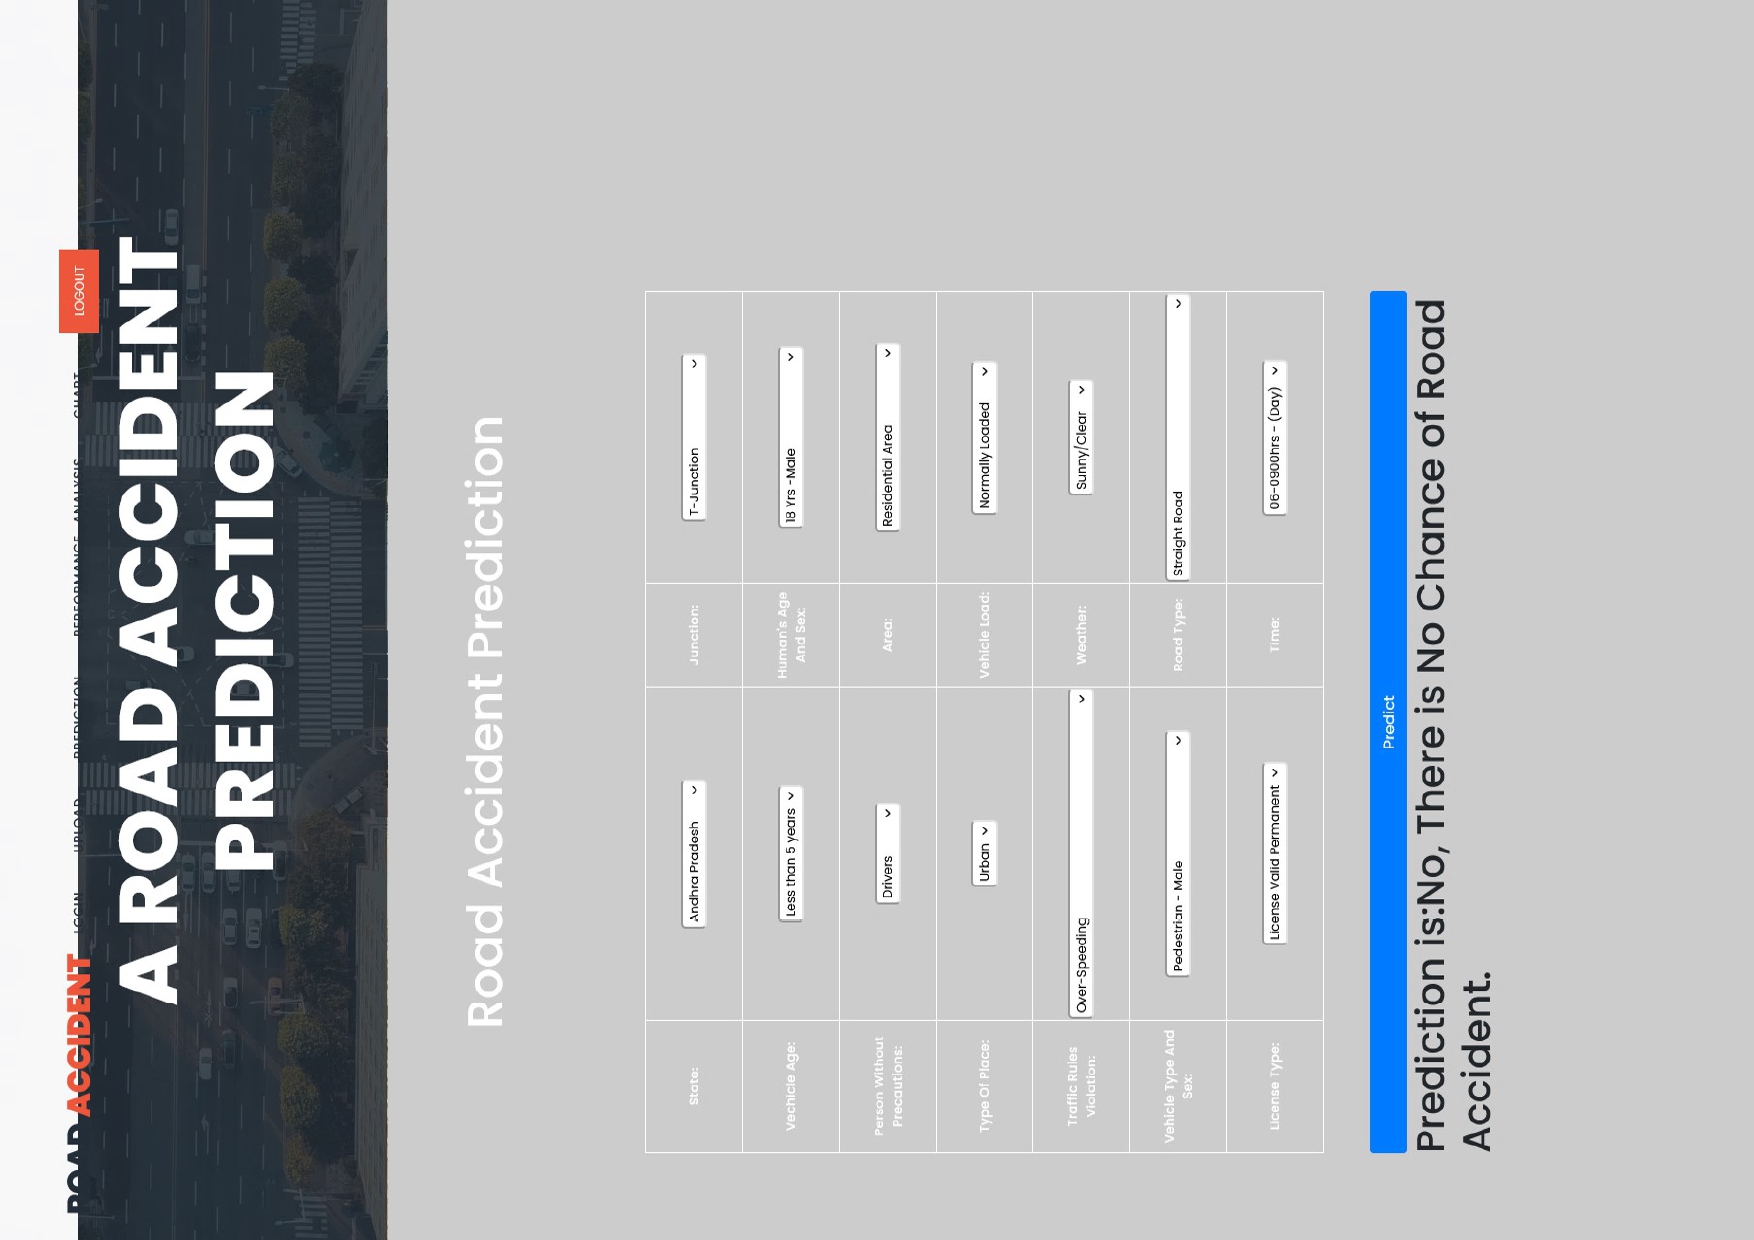 ROAD ACCIDENT LOGIN UPLOAD PREDICTION PERFORMANCE_ANALYSIS CHART LOGOUT
A ROAD ACCIDENT
PREDICTION
Road Accident Prediction
State: Andhra Pradesh Junction: T-Junction
Vechicle Age: Less than 5 years Human's Age And Sex: 18 Yrs -Male
Person Without Precautions: Drivers Area: Residential Area
Type Of Place: Urban Vehicle Load: Normally Loaded
Traffic Rules Violation: Over-Speeding Weather: Sunny/Clear
Vehicle Type And Sex: Pedestrian - Male Road Type: Straight Road
License Type: License Valid Permanent Time: 06-0900hrs - (Day)
Predict
Prediction is:No, There is No Chance of Road
Accident.